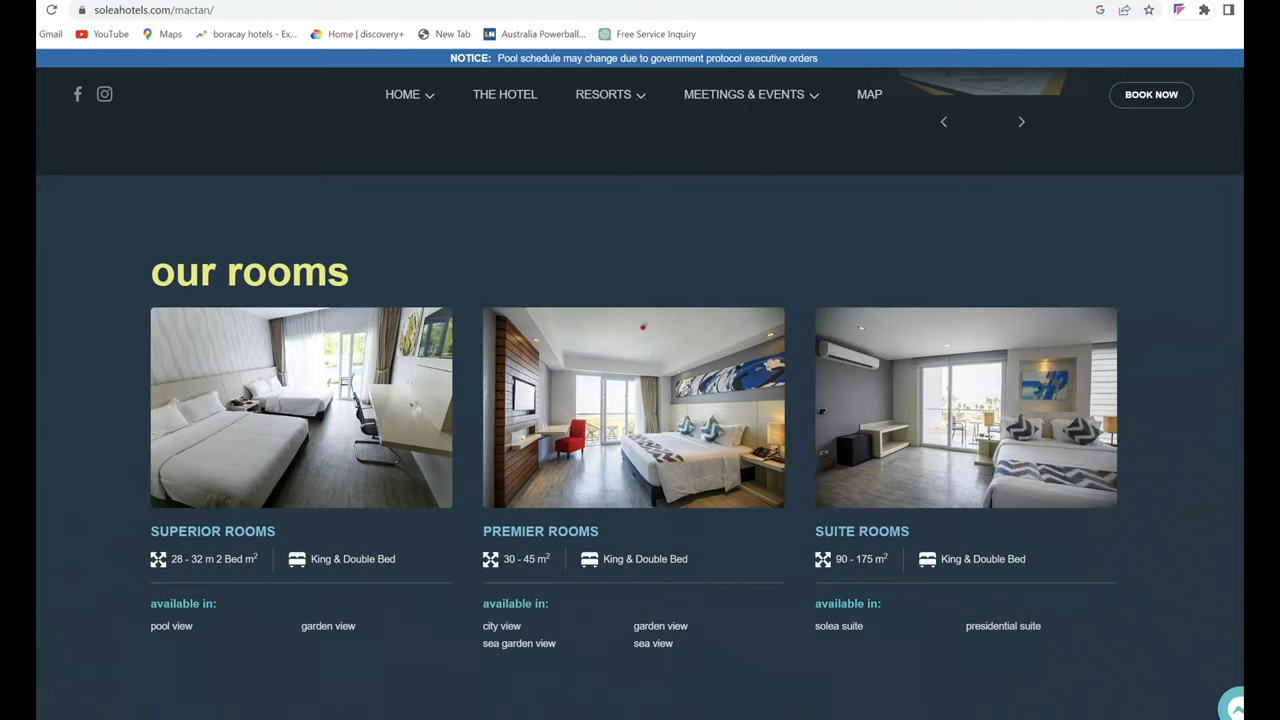 soleahotels.com/mactan/
Gmail YouTube Maps boracay hotels - Ex... Home | discovery+ New Tab LN Australia Powerball... Free Service Inquiry
NOTICE: Pool schedule may change due to government protocol executive orders
HOME THE HOTEL RESORTS MEETINGS & EVENTS MAP BOOK NOW
our rooms
SUPERIOR ROOMS
28 - 32 m 2 Bed m² King & Double Bed
available in:
pool view garden view
PREMIER ROOMS
30 - 45 m² King & Double Bed
available in:
city view garden view
sea garden view sea view
SUITE ROOMS
90 - 175 m² King & Double Bed
available in:
solea suite presidential suite